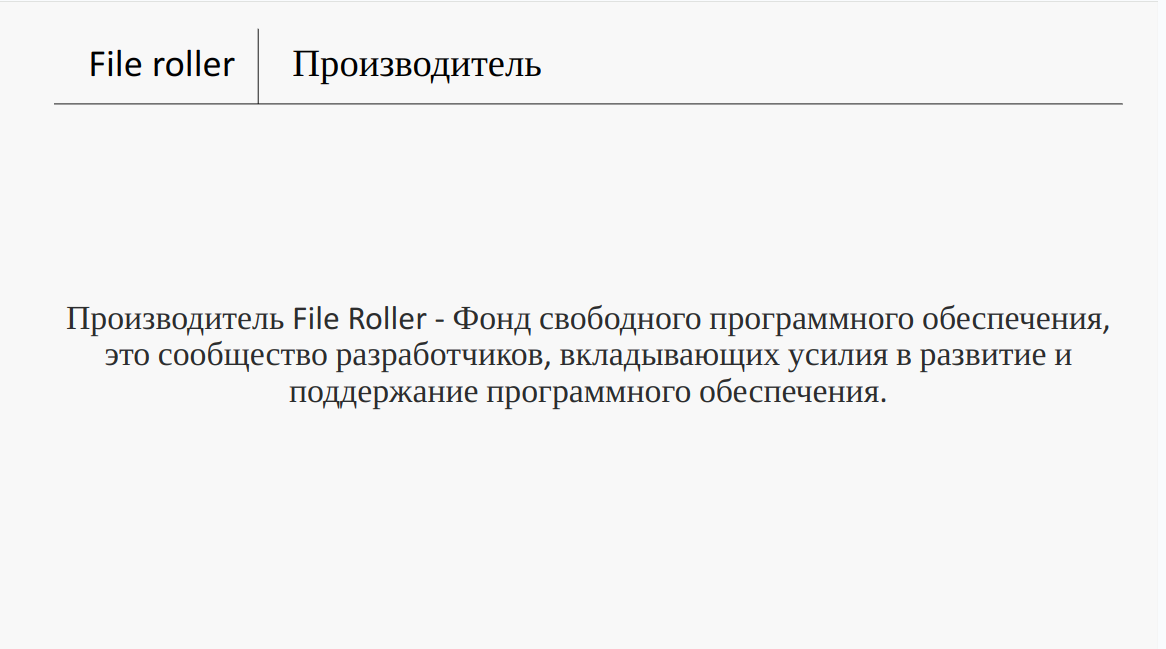 File roller
Производитель
Производитель File Roller - Фонд свободного программного обеспечения,
это сообщество разработчиков, вкладывающих усилия в развитие и
поддержание программного обеспечения.